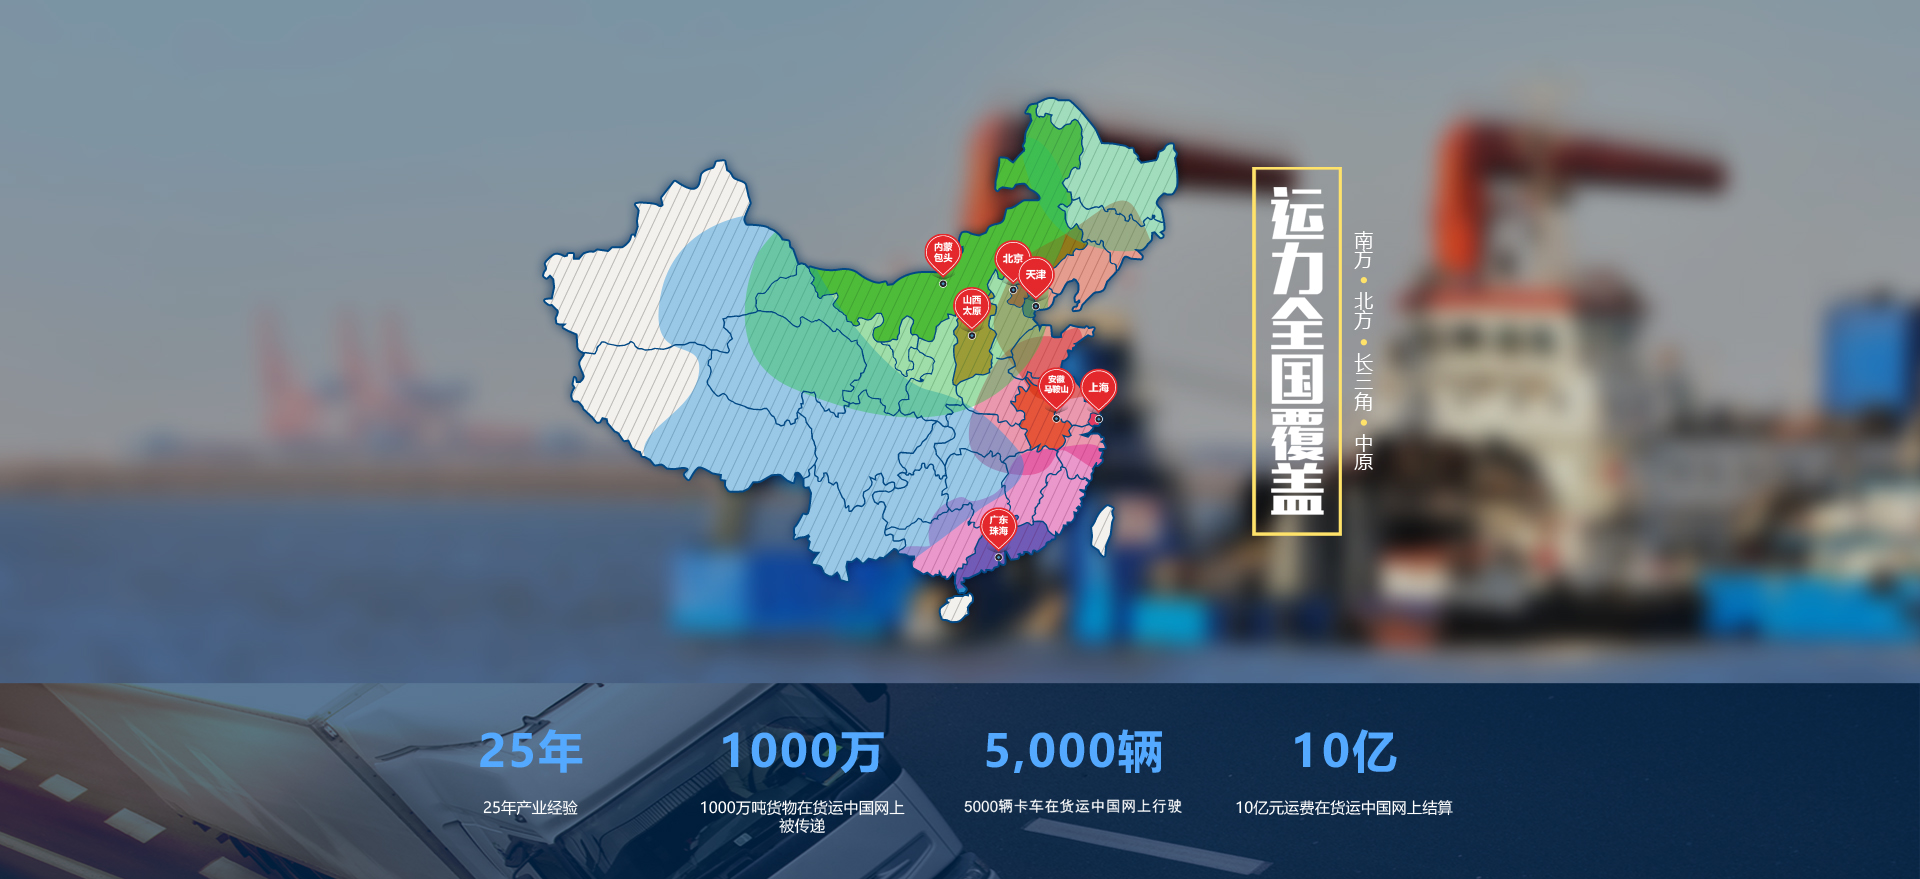 内蒙
包头
北京
天津
山西
太原
安徽
马鞍山
上海
广东
珠海
运力全国覆盖
南方·北方·长三角·中原
25年
25年产业经验
1000万
1000万吨货物在货运中国网上
被传递
5,000辆
5000辆卡车在货运中国网上行驶
10亿
10亿元运费在货运中国网上结算